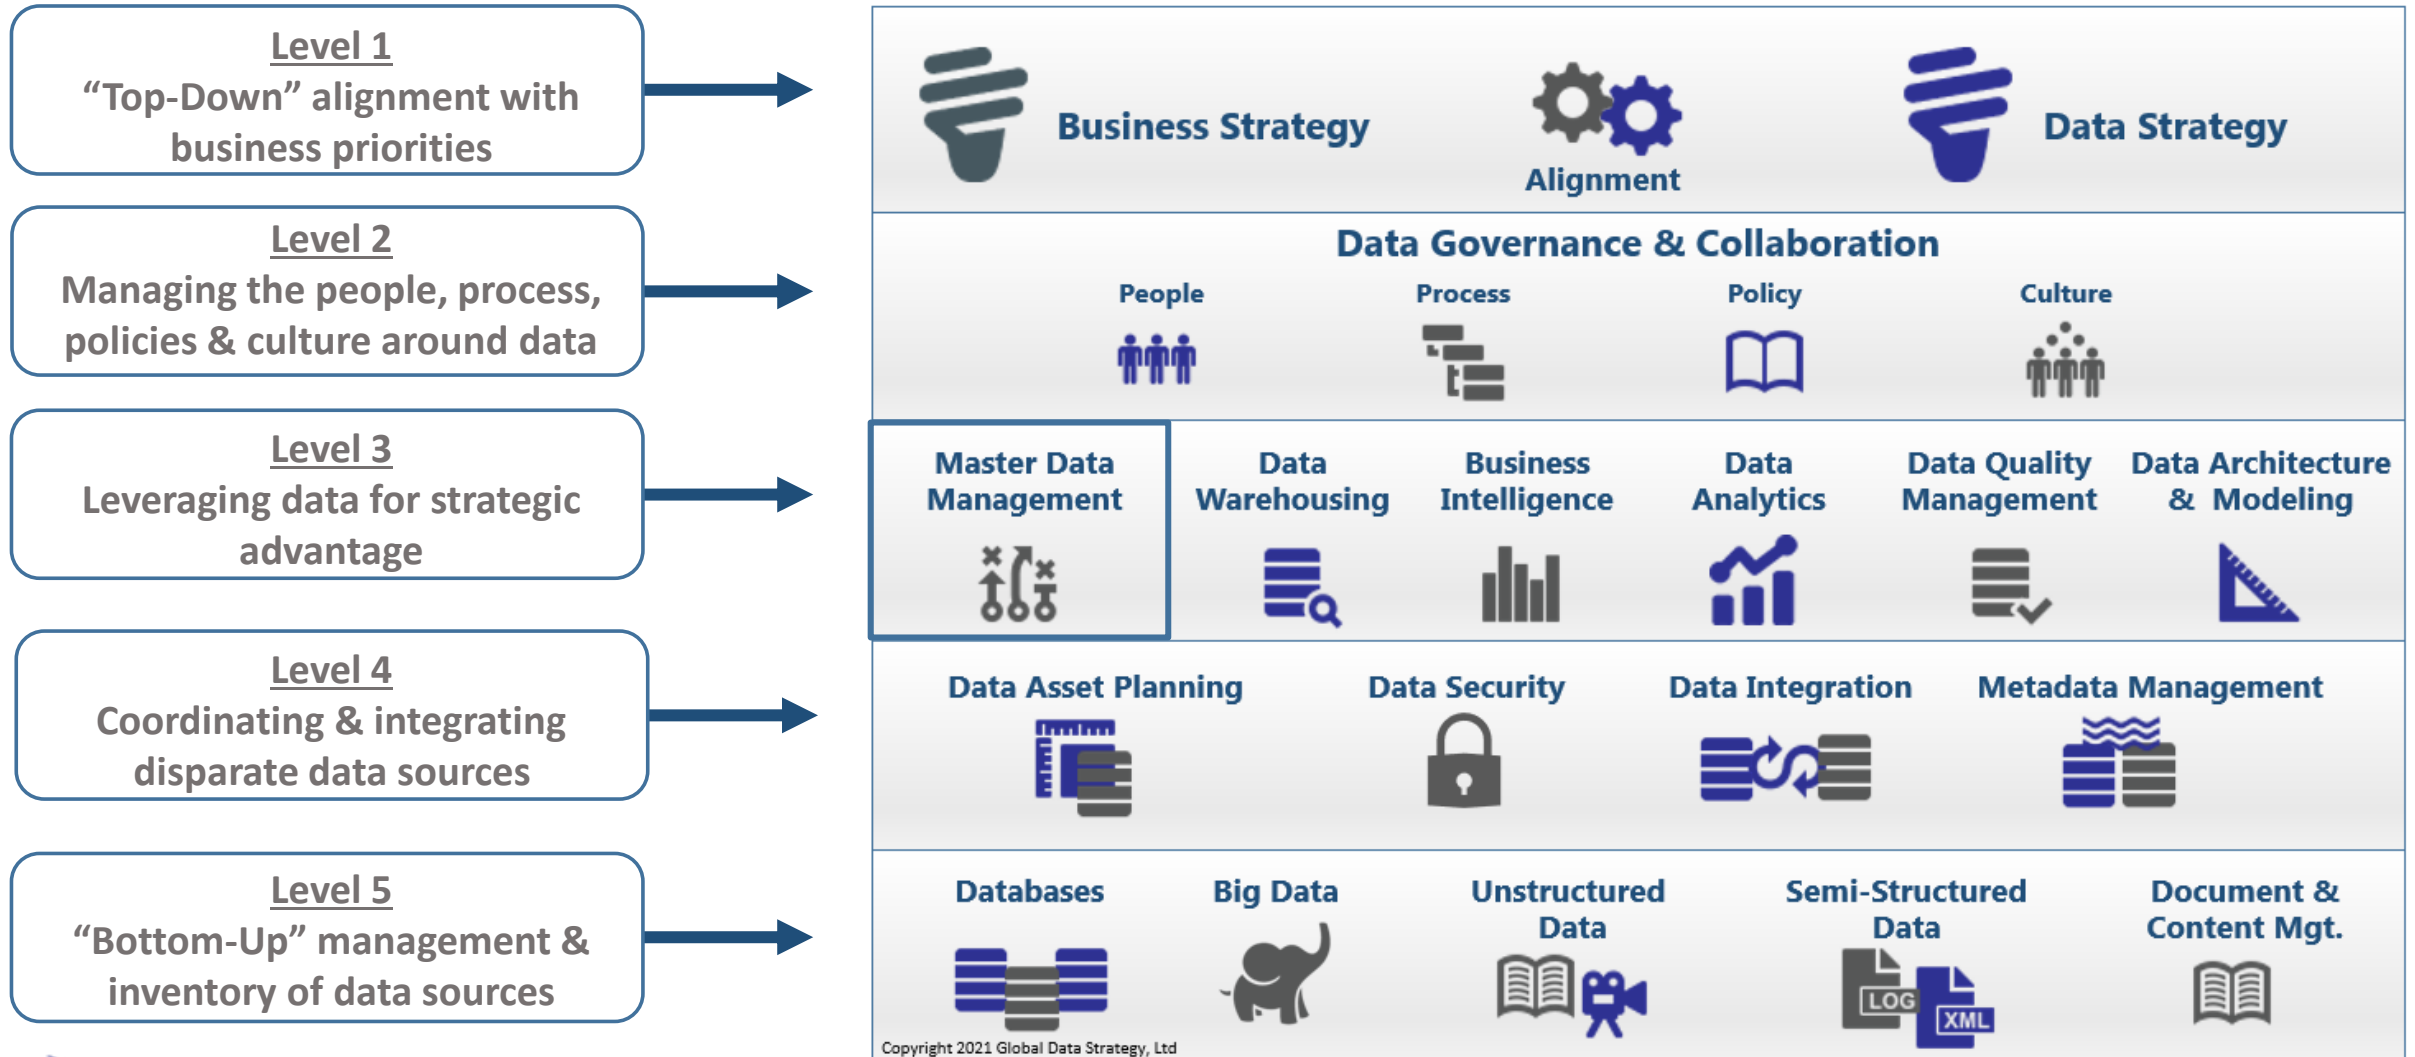 Level 1
“Top-Down” alignment with
business priorities
Business Strategy
Alignment
Data Strategy
Level 2
Managing the people, process,
policies & culture around data
Data Governance & Collaboration
People
Process
Policy
Culture
Level 3
Leveraging data for strategic
advantage
Master Data
Management
Data
Warehousing
Business
Intelligence
Data
Analytics
Data Quality
Management
Data Architecture
& Modeling
Level 4
Coordinating & integrating
disparate data sources
Data Asset Planning
Data Security
Data Integration
Metadata Management
Level 5
“Bottom-Up” management &
inventory of data sources
Databases
Big Data
Unstructured
Data
Semi-Structured
Data
LOG
XML
Document &
Content Mgt.
Copyright 2021 Global Data Strategy, Ltd